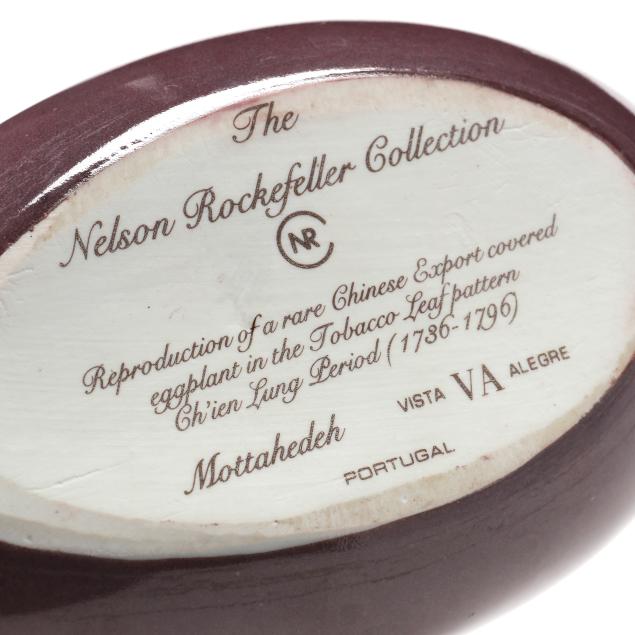 The
Nelson Rockefeller Collection
NR
Reproduction of a rare Chinese Export covered
eggplant in the Tobacco Leaf pattern
Ch'ien Lung Period (1736-1796)
Mottahedeh
VISTA VA ALEGRE
PORTUGAL